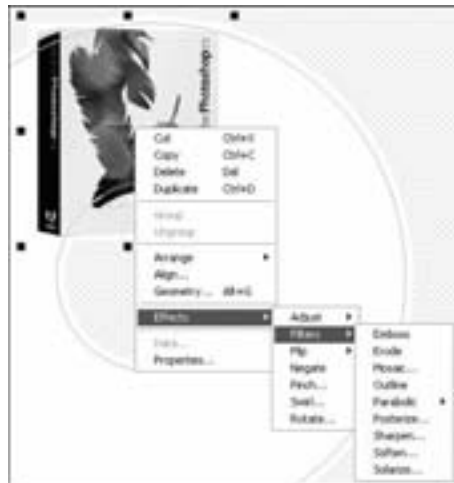 Photoshop
Cut Ctrl+X
Copy Ctrl+C
Delete Del
Duplicate Ctrl+D
Group
Ungroup
Arrange
Align...
Geometry... Alt+G
Effects
Properties...
Adjust
Filters
Flip
Negate
Pinch...
Swirl...
Rotate...
Emboss
Erode
Mosaic...
Outline
Parabolic
Posterize...
Sharpen...
Soften...
Solarize...